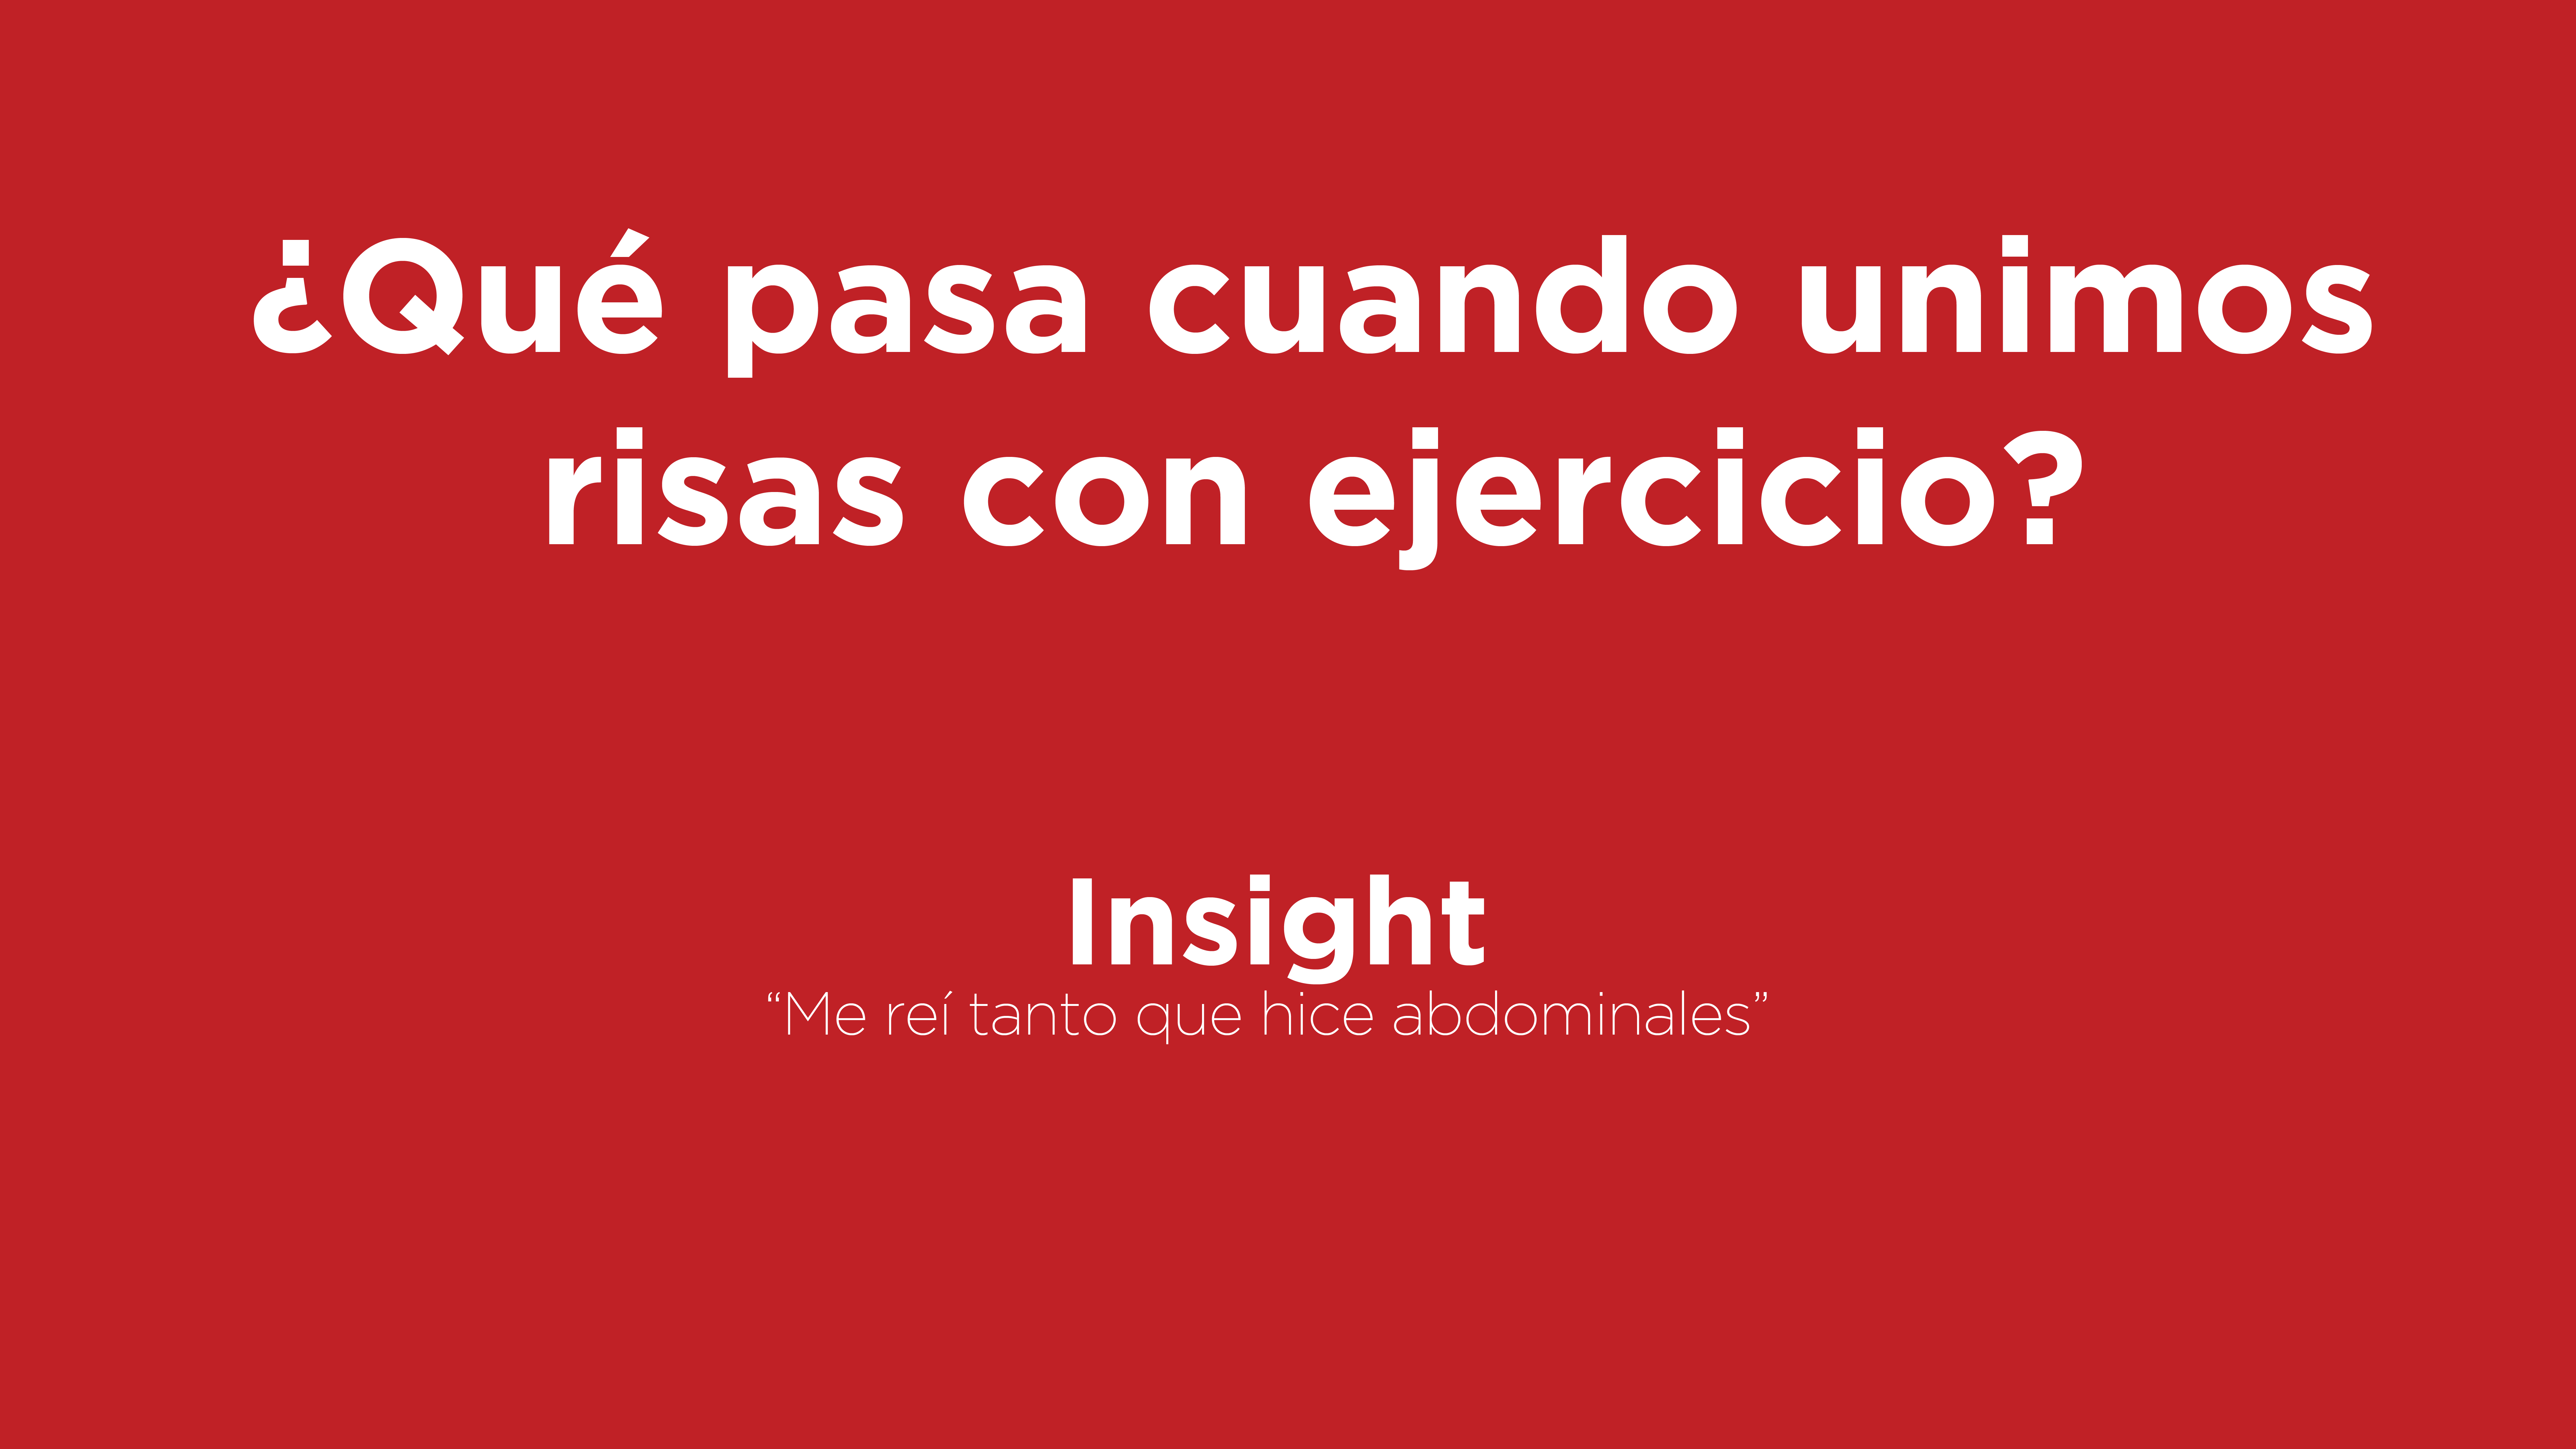 ¿Qué pasa cuando unimos
risas con ejercicio?
Insight
“Me reí tanto que hice abdominales”